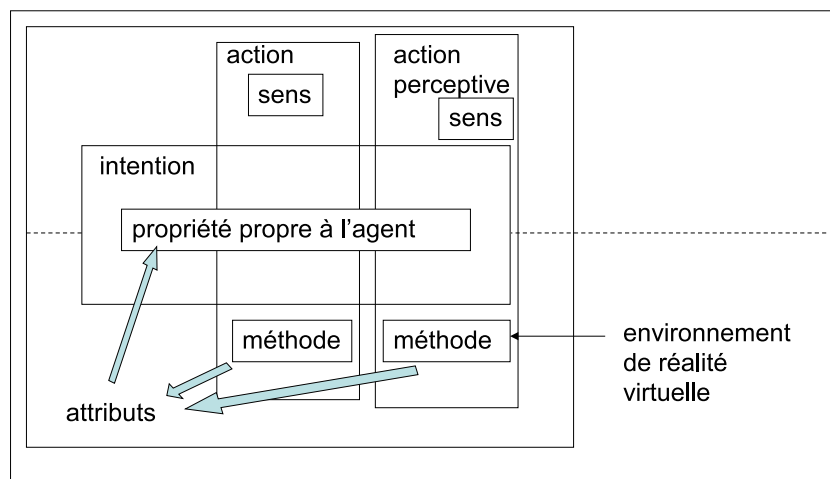 action
sens
action
perceptive
sens
intention
propriété propre à l’agent
méthode
méthode
environnement
de réalité
virtuelle
attributs